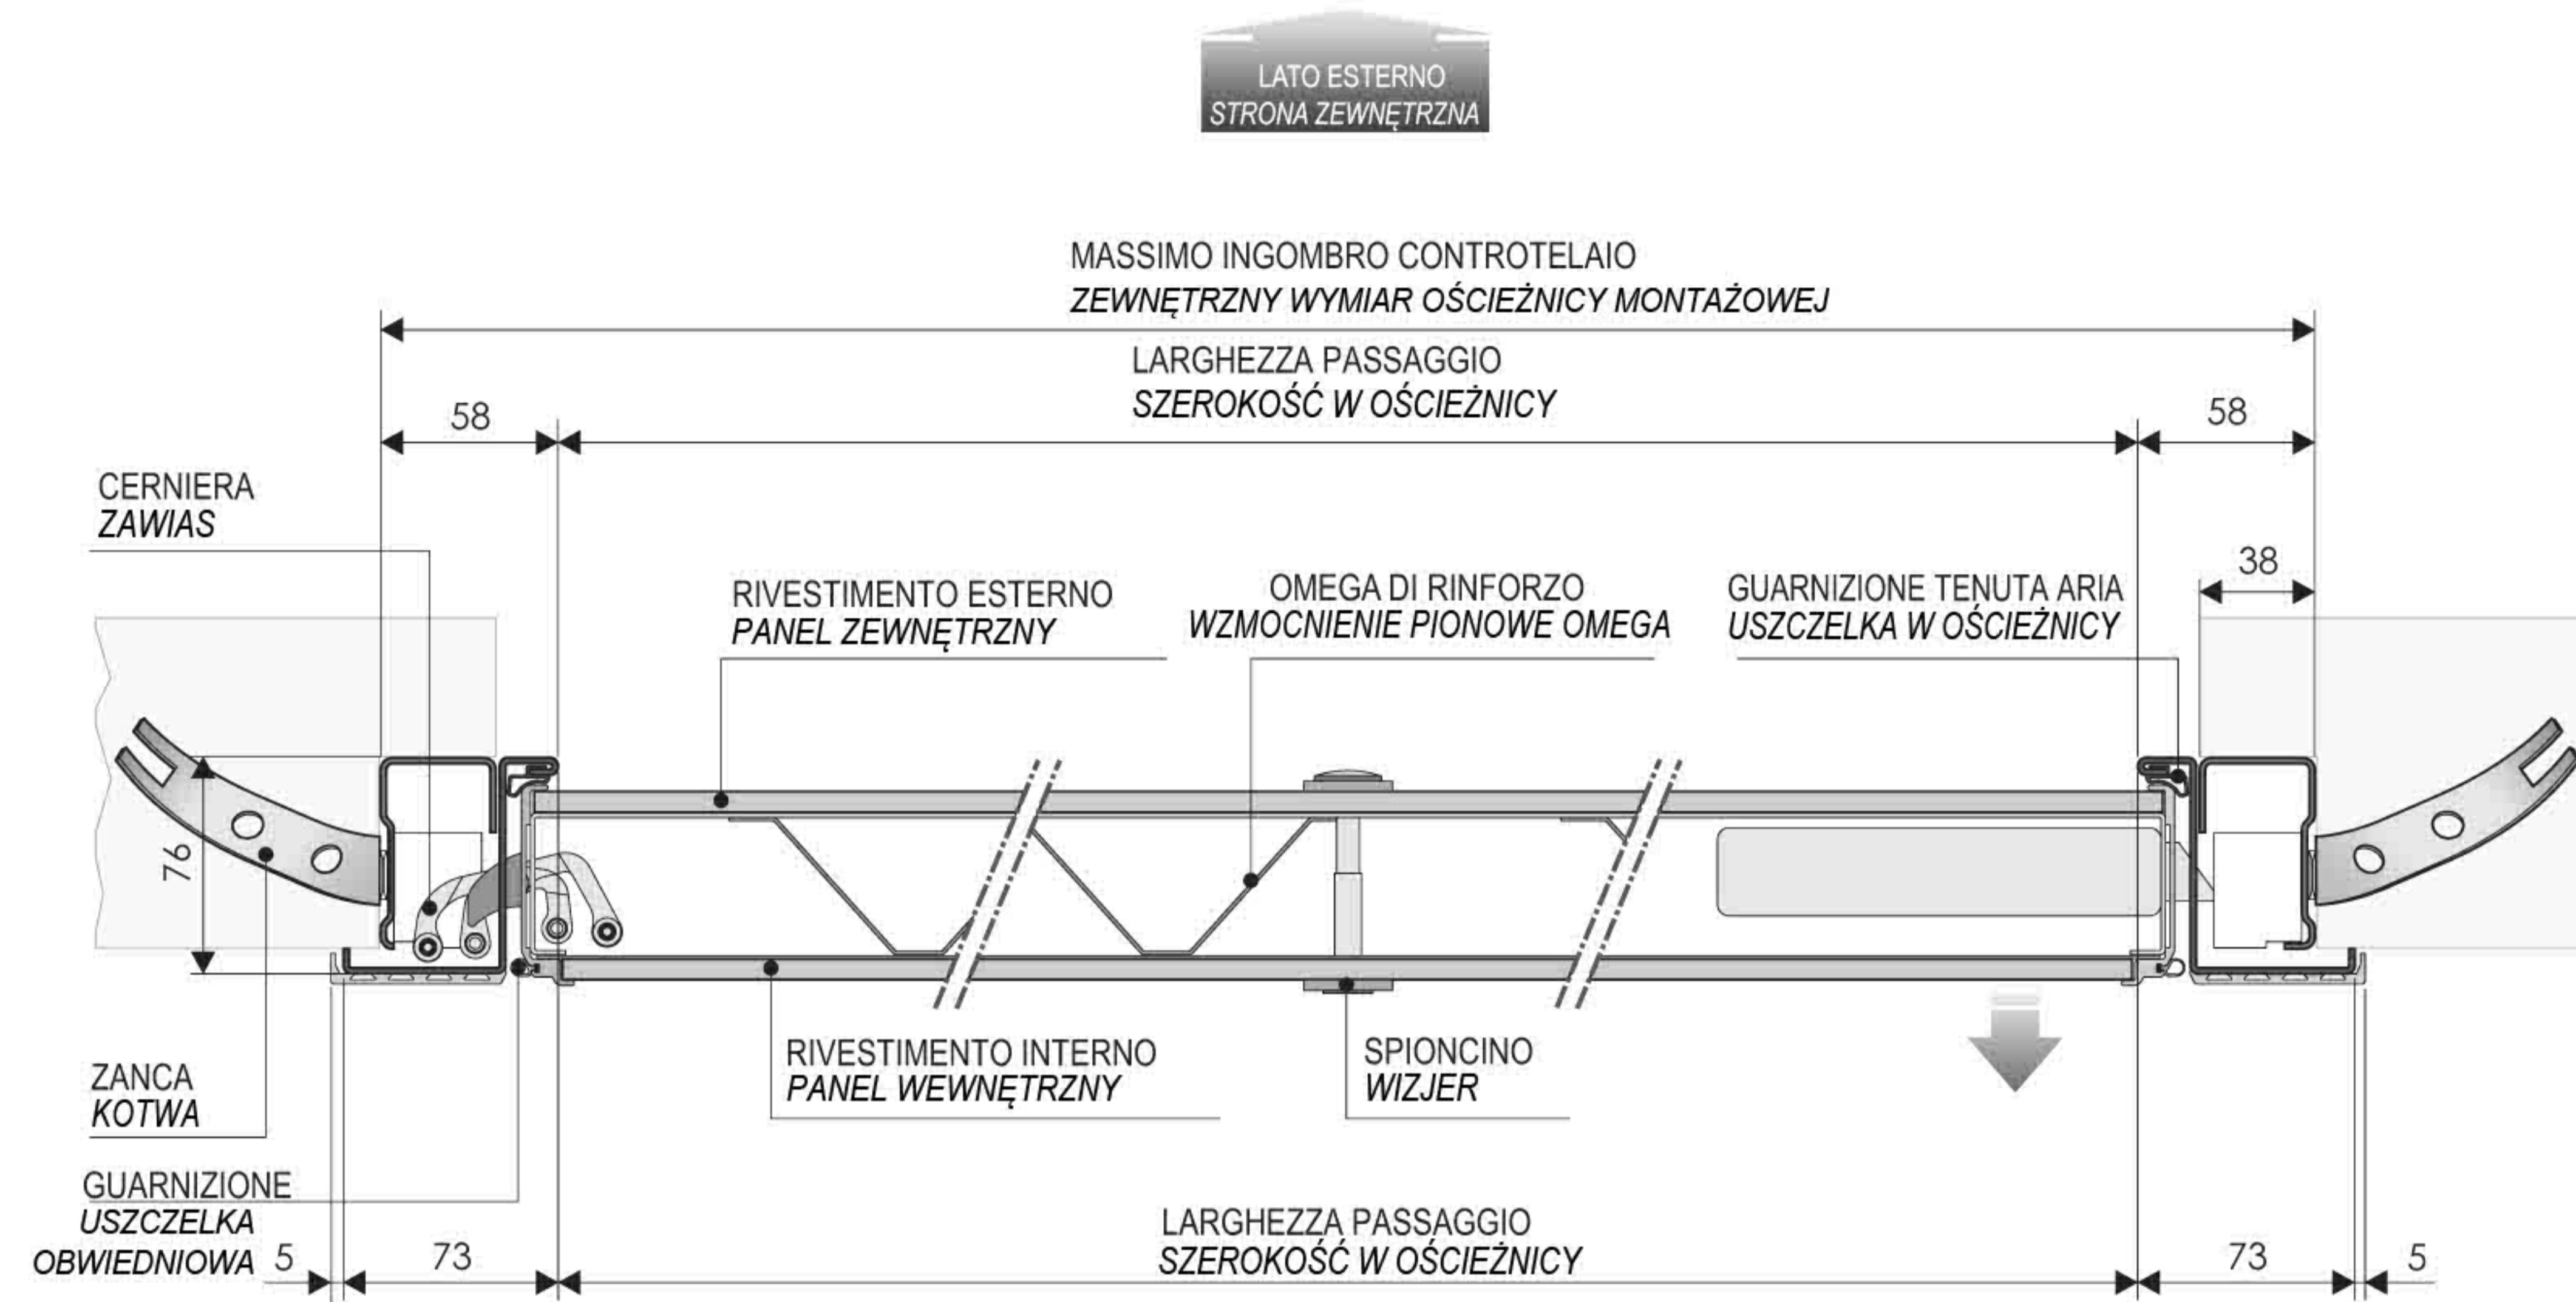 LATO ESTERNO
STRONA ZEWNĘTRZNA
MASSIMO INGOMBRO CONTROTELAIO
ZEWNĘTRZNY WYMIAR OŚCIEŻNICY MONTAŻOWEJ
LARGHEZZA PASSAGGIO
SZEROKOŚĆ W OŚCIEŻNICY
58
58
CERNIERA
ZAWIAS
38
RIVESTIMENTO ESTERNO
PANEL ZEWNĘTRZNY
OMEGA DI RINFORZO
WZMOCNIENIE PIONOWE OMEGA
GUARNIZIONE TENUTA ARIA
USZCZELKA W OŚCIEŻNICY
76
RIVESTIMENTO INTERNO
PANEL WEWNĘTRZNY
SPIONCINO
WIZJER
ZANCA
KOTWA
GUARNIZIONE
USZCZELKA
OBWIEDNIOWA
5
73
LARGHEZZA PASSAGGIO
SZEROKOŚĆ W OŚCIEŻNICY
73
5